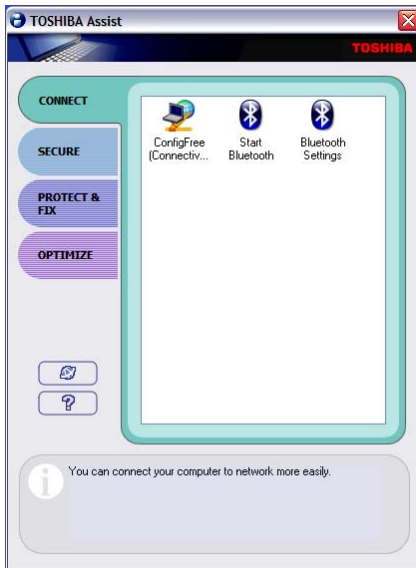 TOSHIBA Assist
TOSHIBA
CONNECT
SECURE
PROTECT &
FIX
OPTIMIZE
ConfigFree
(Connectiv...
Start
Bluetooth
Bluetooth
Settings
?
i
You can connect your computer to network more easily.